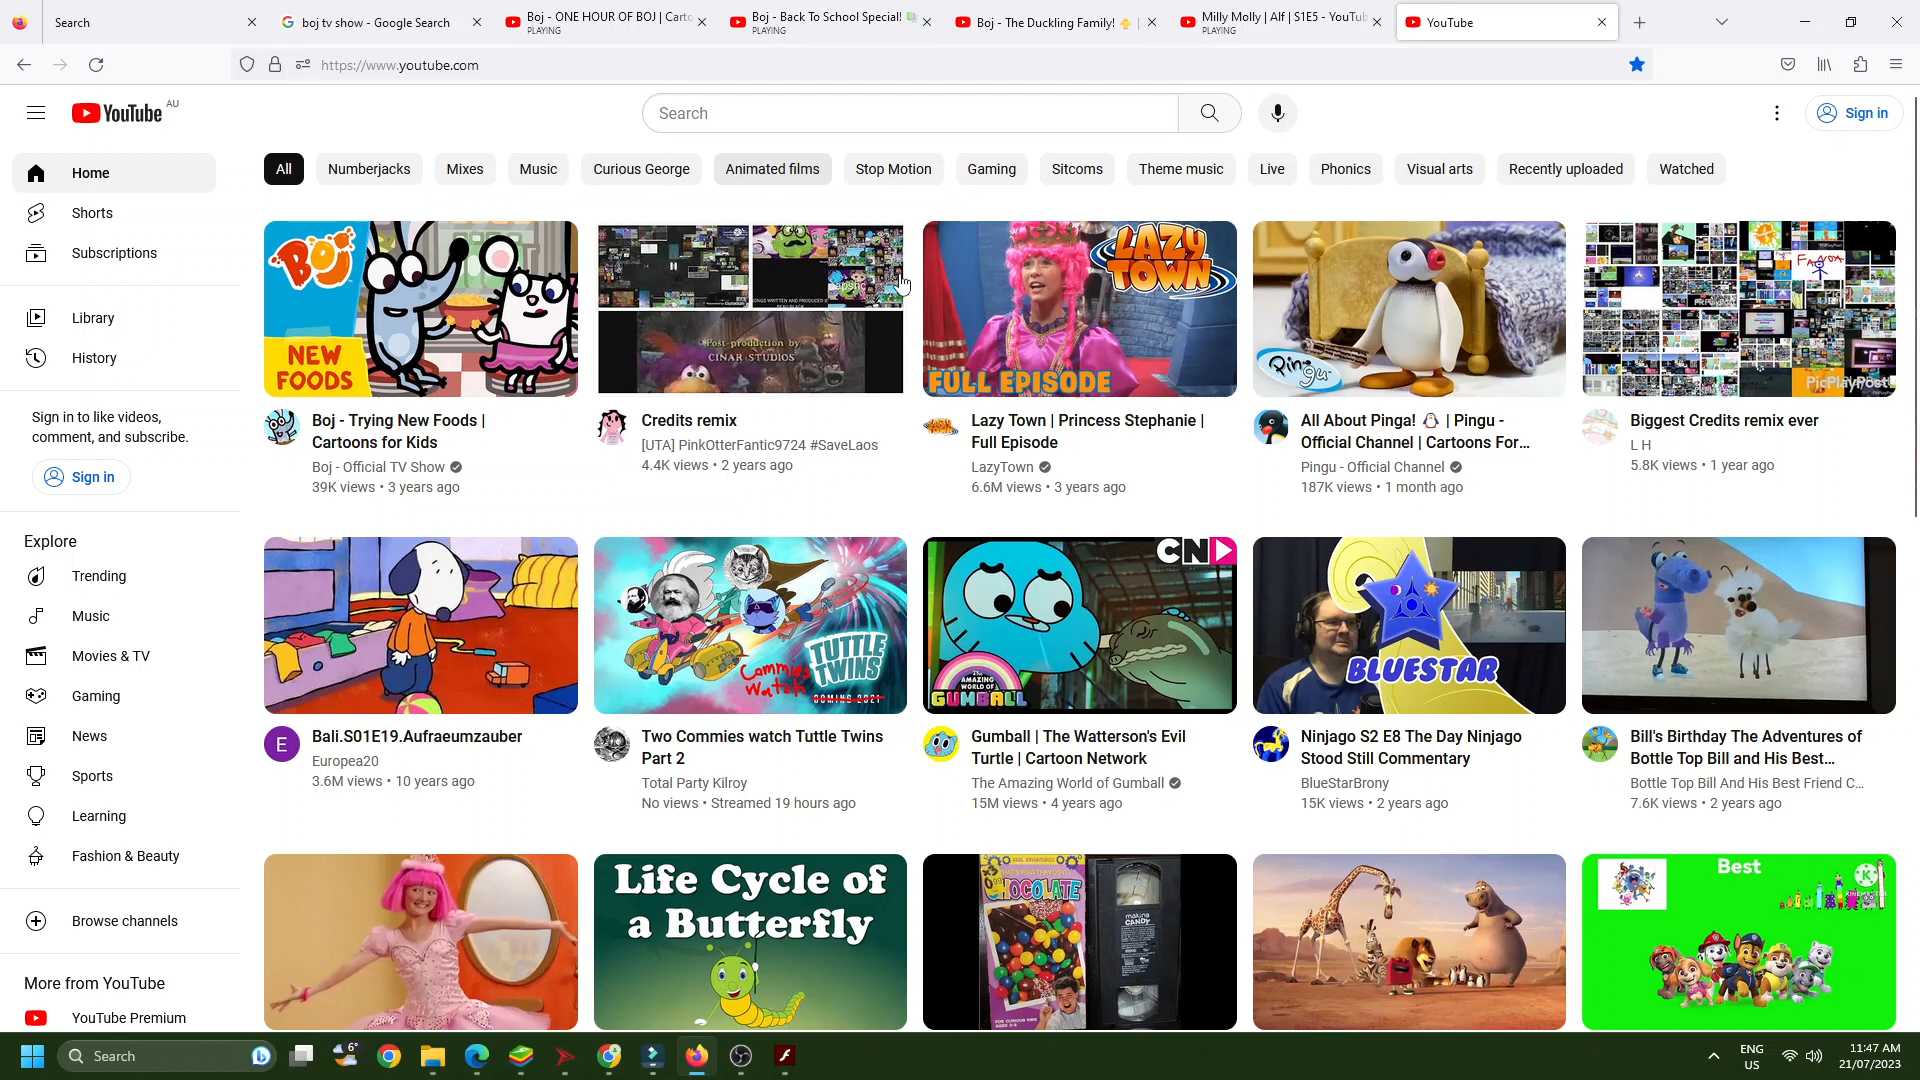 Search
boj tv show - Google Search
Boj - ONE HOUR OF BOJ | Carto
PLAYING
Boj - Back To School Special!
PLAYING
Boj - The Duckling Family!
Milly Molly | Alf | S1E5 - YouTub
PLAYING
YouTube
https://www.youtube.com
YouTube AU
Search
Sign in
All
Numberjacks
Mixes
Music
Curious George
Animated films
Stop Motion
Gaming
Sitcoms
Theme music
Live
Phonics
Visual arts
Recently uploaded
Watched
Home
Shorts
Subscriptions
Library
History
Sign in to like videos,
comment, and subscribe.
Sign in
Explore
Trending
Music
Movies & TV
Gaming
News
Sports
Learning
Fashion & Beauty
Browse channels
More from YouTube
YouTube Premium
BOJ
NEW
FOODS
Boj - Trying New Foods |
Cartoons for Kids
Boj - Official TV Show
39K views • 3 years ago
Post-production by
CINAR STUDIOS
Credits remix
[UTA] PinkOtterFantic9724 #SaveLaos
4.4K views • 2 years ago
LAZY
TOWN
FULL EPISODE
Lazy Town | Princess Stephanie |
Full Episode
LazyTown
6.6M views • 3 years ago
Pingu
All About Pinga! 🐧 | Pingu -
Official Channel | Cartoons For...
Pingu - Official Channel
187K views • 1 month ago
PicPlayPost
Biggest Credits remix ever
L H
5.8K views • 1 year ago
E
Bali.S01E19.Aufraeumzauber
Europea20
3.6M views • 10 years ago
Commies
Watch
TUTTLE
TWINS
COMING 2021
Two Commies watch Tuttle Twins
Part 2
Total Party Kilroy
No views • Streamed 19 hours ago
CN
THE
AMAZING
WORLD OF
GUMBALL
Gumball | The Watterson's Evil
Turtle | Cartoon Network
The Amazing World of Gumball
15M views • 4 years ago
BLUESTAR
Ninjago S2 E8 The Day Ninjago
Stood Still Commentary
BlueStarBrony
15K views • 2 years ago
Bill's Birthday The Adventures of
Bottle Top Bill and His Best...
Bottle Top Bill And His Best Friend C...
7.6K views • 2 years ago
Life Cycle of
a Butterfly
CHOCOLATE
making
CANDY
Best
KINEMASTER
Search
6°
ENG
US
11:47 AM
21/07/2023